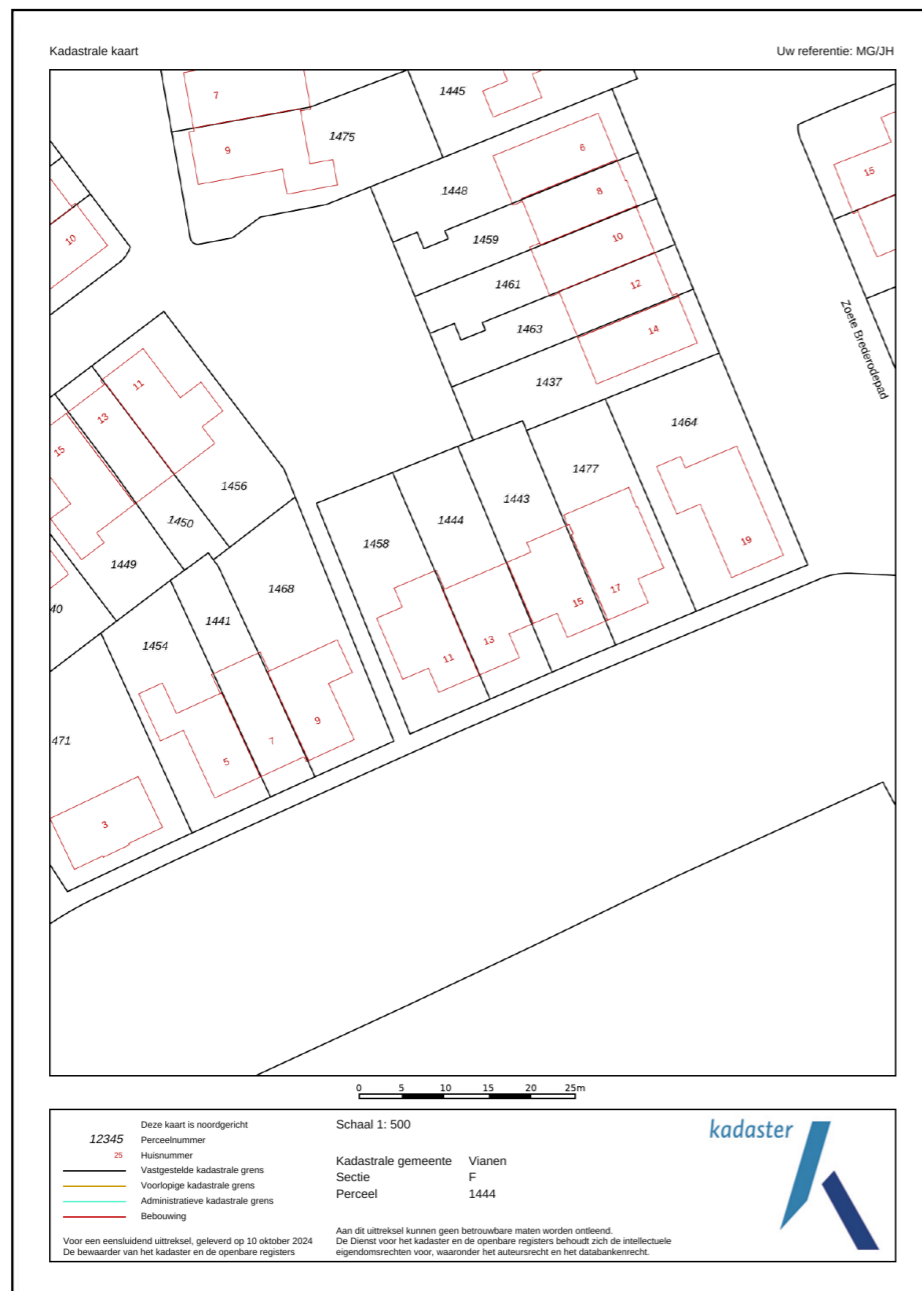 Kadastrale kaart
Uw referentie: MG/JH
7
1445
9
1475
6
15
1448
8
10
1459
10
1461
12
1463
14
Zoete Brederodepad
11
1437
13
1464
15
1477
1456
1443
1450
1444
1458
19
1449
1468
17
40
1441
15
1454
13
11
9
471
7
5
3
0 5 10 15 20 25m
Deze kaart is noordgericht
12345 Perceelnummer
25 Huisnummer
Vastgestelde kadastrale grens
Voorlopige kadastrale grens
Administratieve kadastrale grens
Bebouwing
Voor een eensluidend uittreksel, geleverd op 10 oktober 2024
De bewaarder van het kadaster en de openbare registers
Schaal 1: 500
Kadastrale gemeente Vianen
Sectie F
Perceel 1444
Aan dit uittreksel kunnen geen betrouwbare maten worden ontleend.
De Dienst voor het kadaster en de openbare registers behoudt zich de intellectuele
eigendomsrechten voor, waaronder het auteursrecht en het databankenrecht.
kadaster